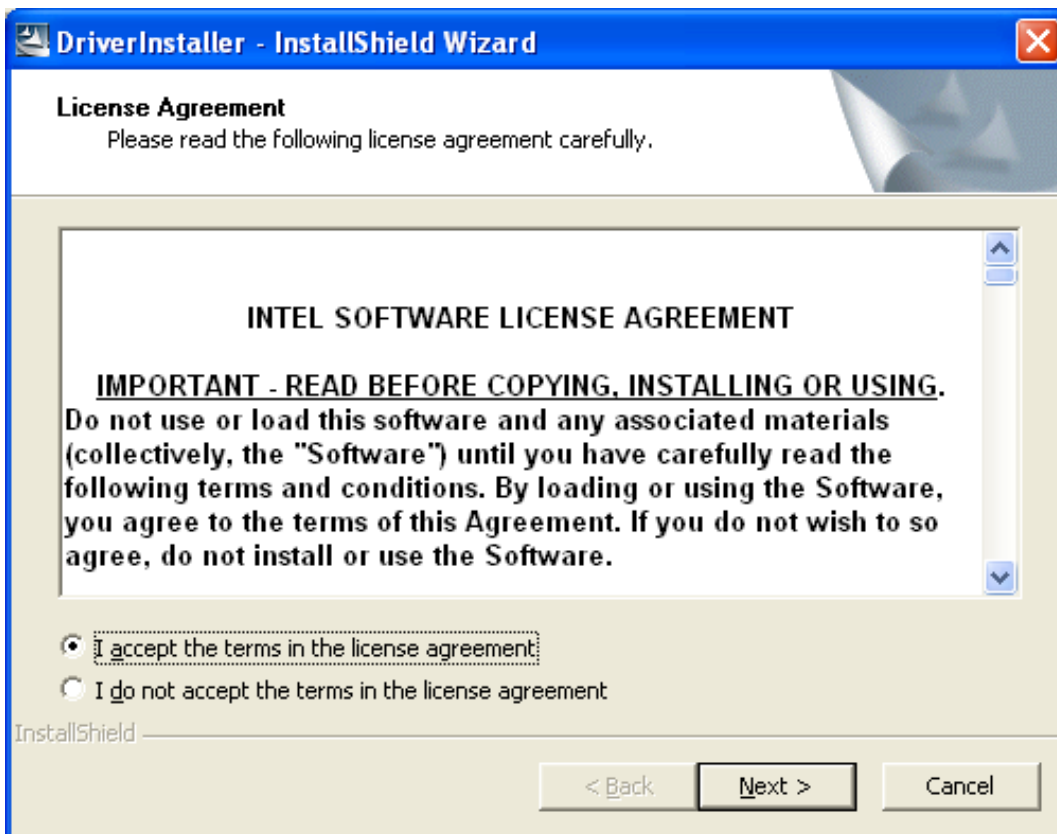 DriverInstaller - InstallShield Wizard
License Agreement
Please read the following license agreement carefully.
INTEL SOFTWARE LICENSE AGREEMENT
IMPORTANT - READ BEFORE COPYING, INSTALLING OR USING.
Do not use or load this software and any associated materials
(collectively, the "Software") until you have carefully read the
following terms and conditions. By loading or using the Software,
you agree to the terms of this Agreement. If you do not wish to so
agree, do not install or use the Software.
I accept the terms in the license agreement
I do not accept the terms in the license agreement
InstallShield
< Back Next > Cancel